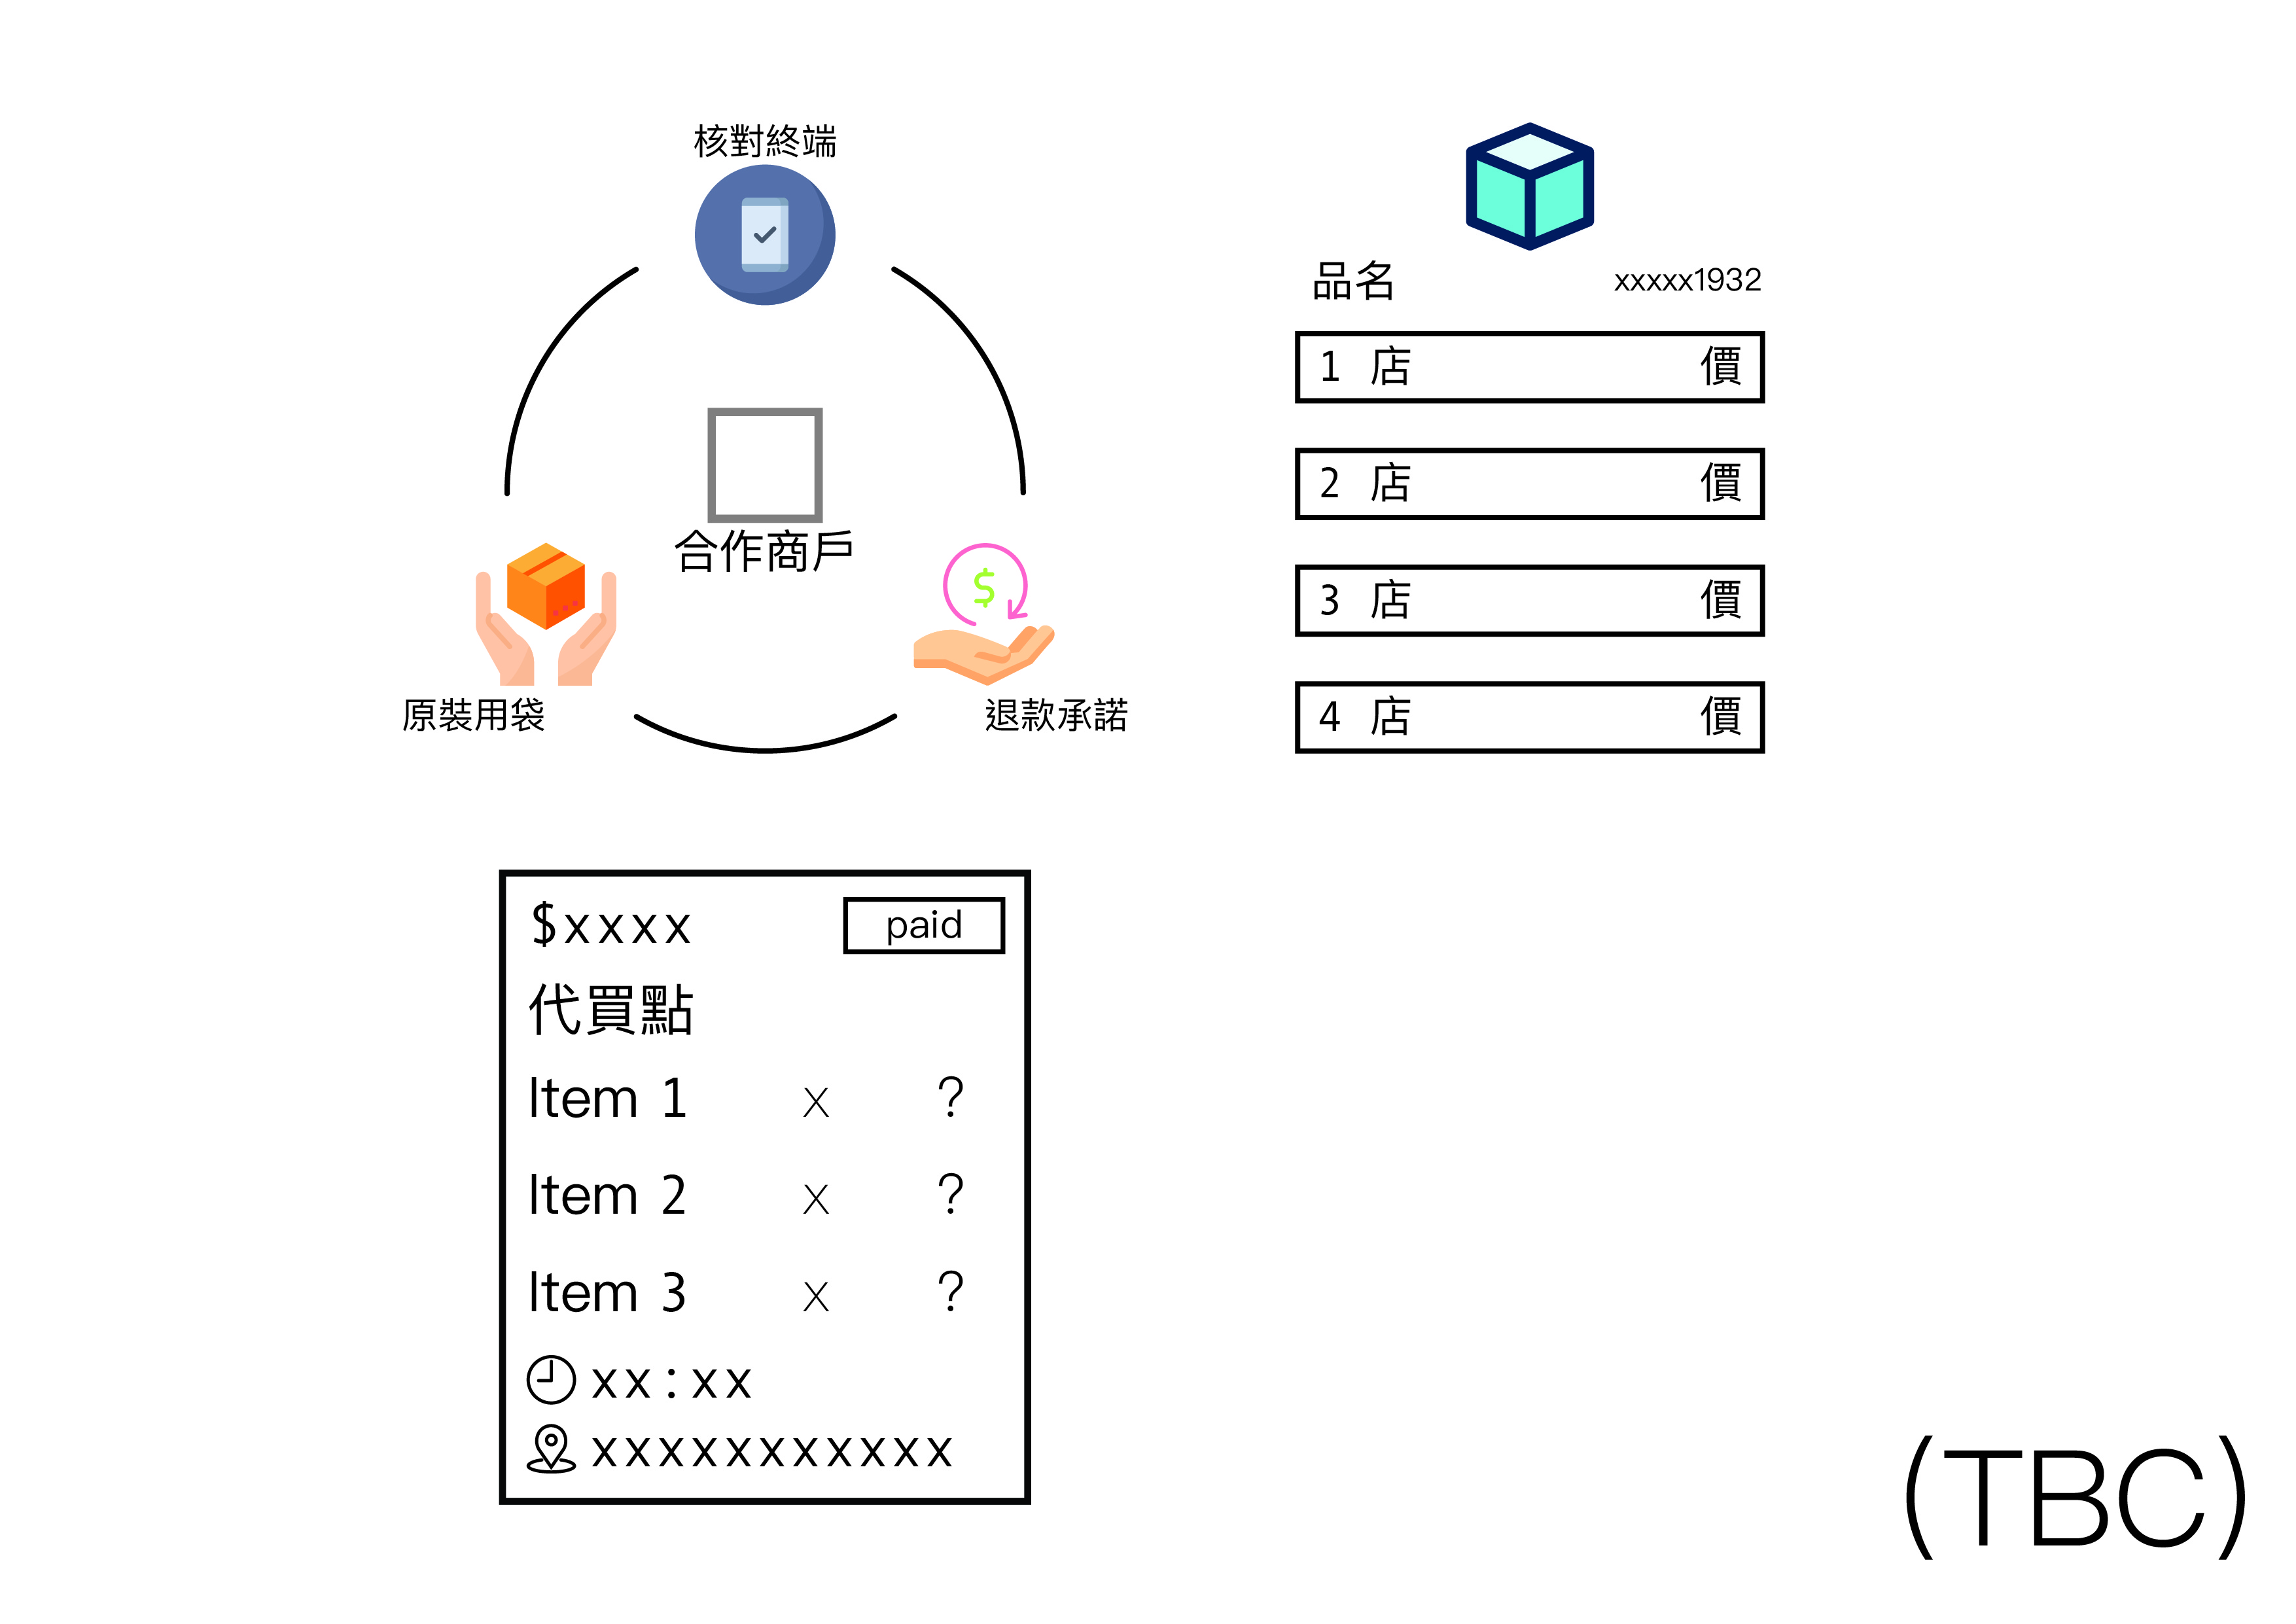 核對終端
合作商戶
原裝用袋
退款承諾
品名 xxxxx1932
1 店 價
2 店 價
3 店 價
4 店 價
$xxxx paid
代買點
Item 1 x ?
Item 2 x ?
Item 3 x ?
xx:xx
xxxxxxxxxxx
(TBC)